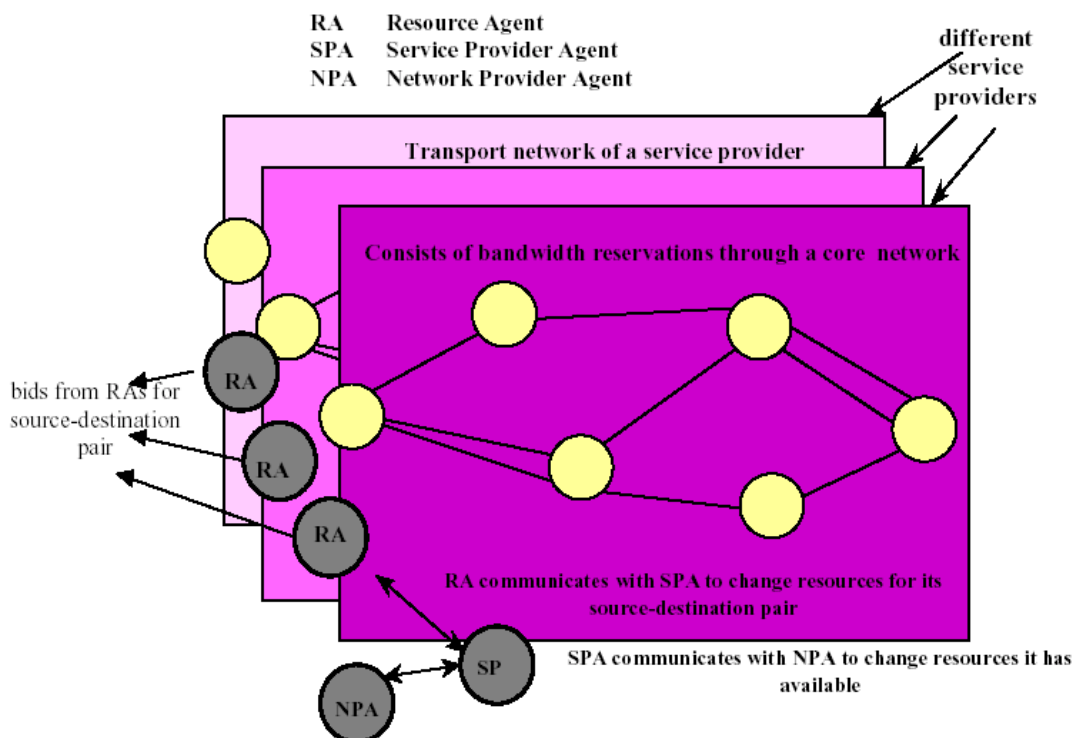 RA Resource Agent
SPA Service Provider Agent
NPA Network Provider Agent
different
service
providers
Transport network of a service provider
Consists of bandwidth reservations through a core network
RA
bids from RAs for
source-destination
pair
RA
RA
RA communicates with SPA to change resources for its
source-destination pair
SP
SPA communicates with NPA to change resources it has
available
NPA